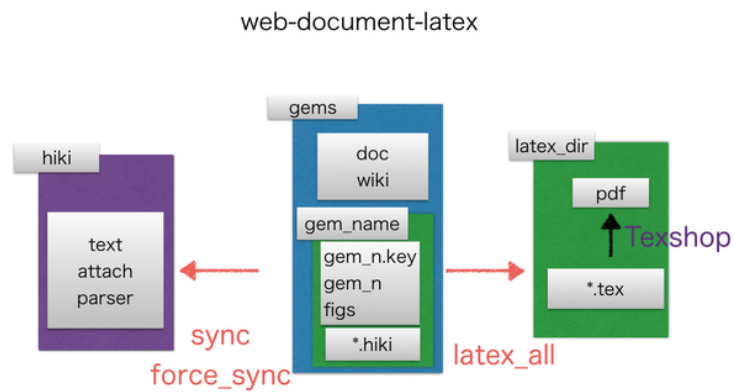 web-document-latex
hiki
text
attach
parser
sync
force_sync
gems
doc
wiki
gem_name
gem_n.key
gem_n
figs
*.hiki
latex_all
latex_dir
pdf
Texshop
*.tex